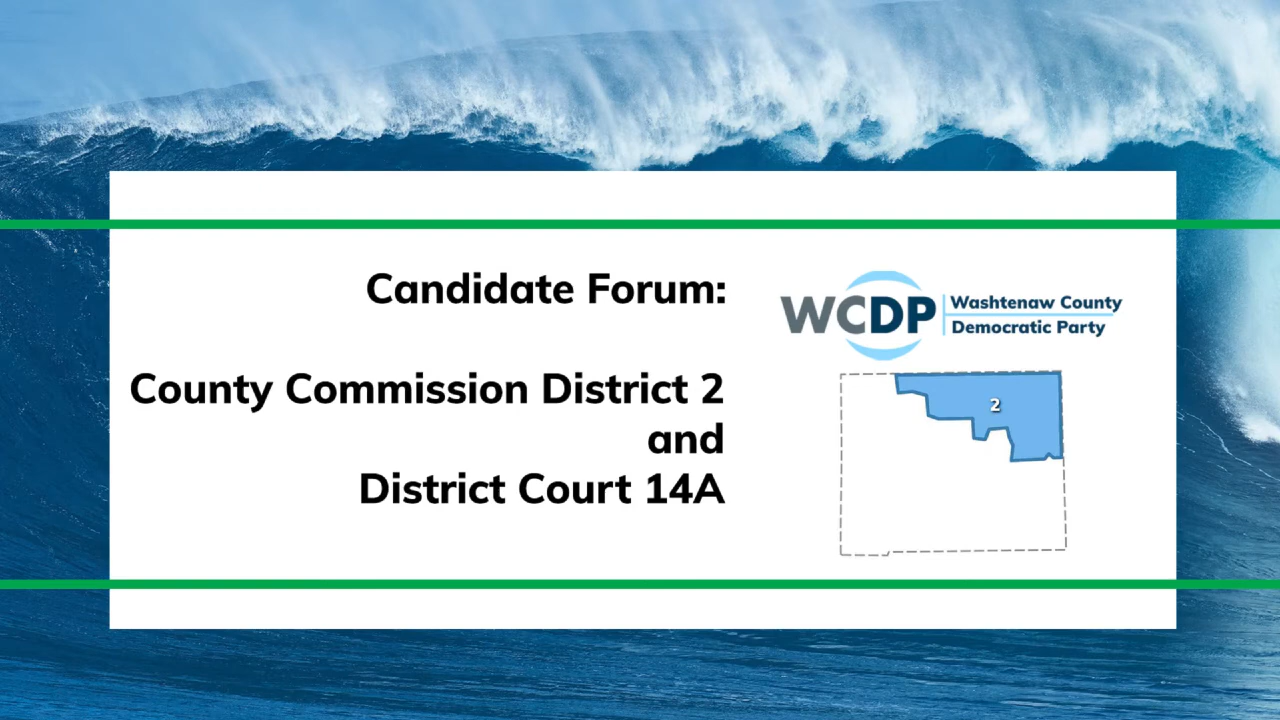 Candidate Forum:
County Commission District 2
and
District Court 14A
WCDP
Washtenaw County
Democratic Party
2